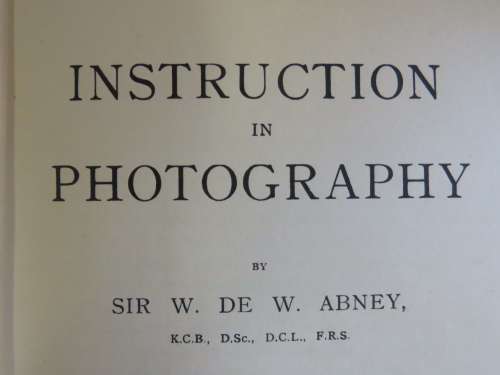 INSTRUCTION
IN
PHOTOGRAPHY
BY
SIR W. DE W. ABNEY,
K.C.B., D.Sc., D.C.L., F.R.S.